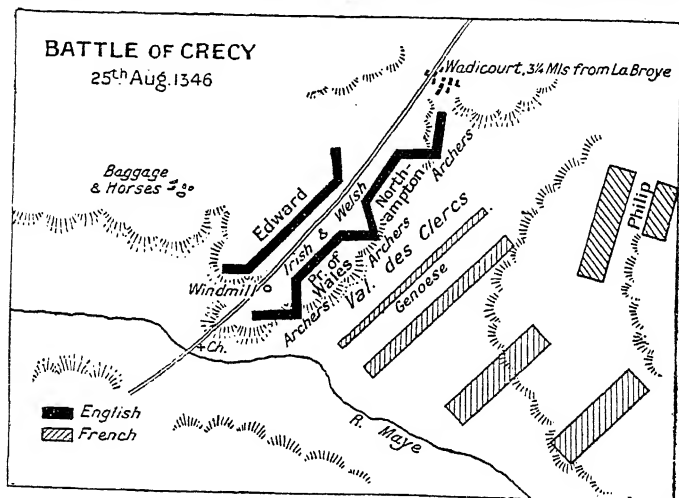 BATTLE OF CRECY
25th Aug. 1346
Wadicourt, 3¼ Mls from La Broye
Baggage
& Horses
Edward
Irish & Welsh
North-
ampton
Archers
Philip
Windmill
Pr. of
Wales
Archers
Archers
Val. des Clercs
Genoese
Ch.
R. Maye
English
French